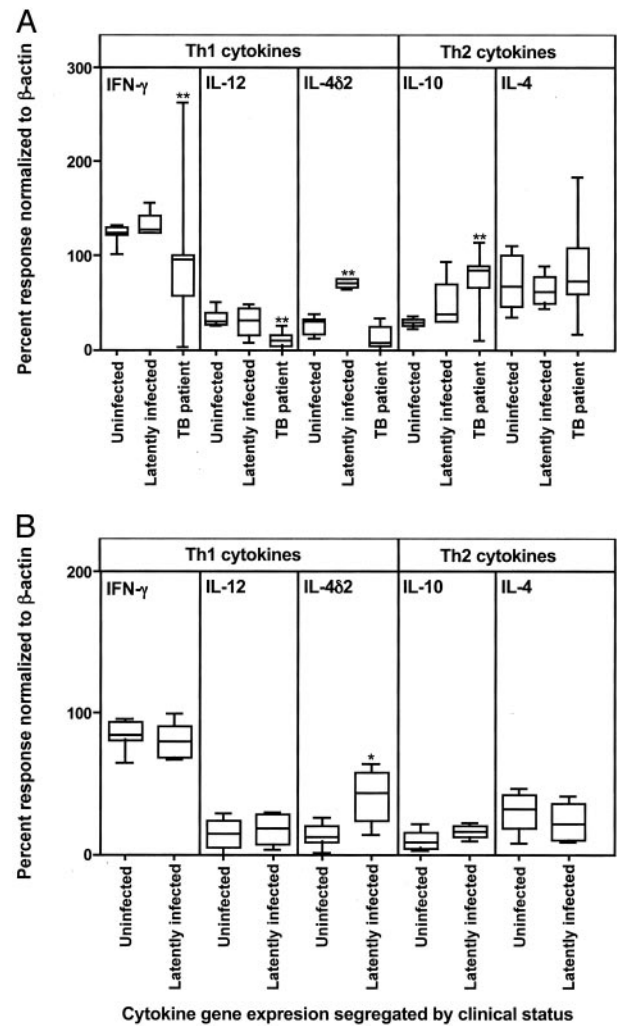 A
Th1 cytokines Th2 cytokines
IFN-γ IL-12 IL-4δ2 IL-10 IL-4
Percent response normalized to β-actin
300
200
100
0
** ** ** **
Uninfected Latently infected TB patient Uninfected Latently infected TB patient Uninfected Latently infected TB patient Uninfected Latently infected TB patient Uninfected Latently infected TB patient
B
Th1 cytokines Th2 cytokines
IFN-γ IL-12 IL-4δ2 IL-10 IL-4
Percent response normalized to β-actin
200
100
0
*
Uninfected Latently infected Uninfected Latently infected Uninfected Latently infected Uninfected Latently infected Uninfected Latently infected
Cytokine gene expresion segregated by clinical status